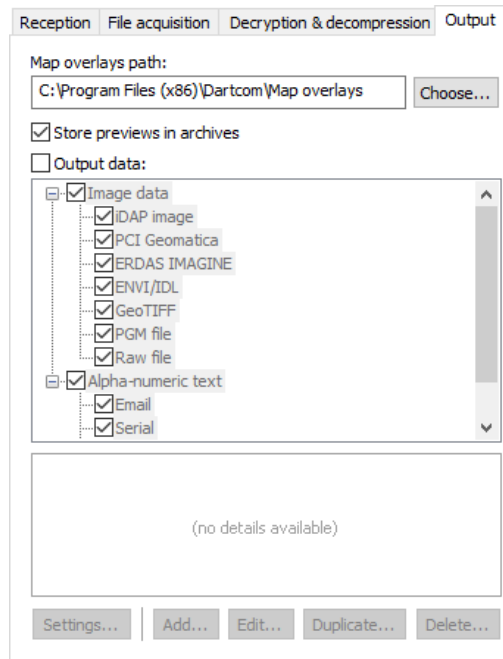 Reception File acquisition Decryption & decompression Output
Map overlays path:
C:\Program Files (x86)\Dartcom\Map overlays Choose...
Store previews in archives
Output data:
Image data
iDAP image
PCI Geomatica
ERDAS IMAGINE
ENVI/IDL
GeoTIFF
PGM file
Raw file
Alpha-numeric text
Email
Serial
(no details available)
Settings... Add... Edit... Duplicate... Delete...